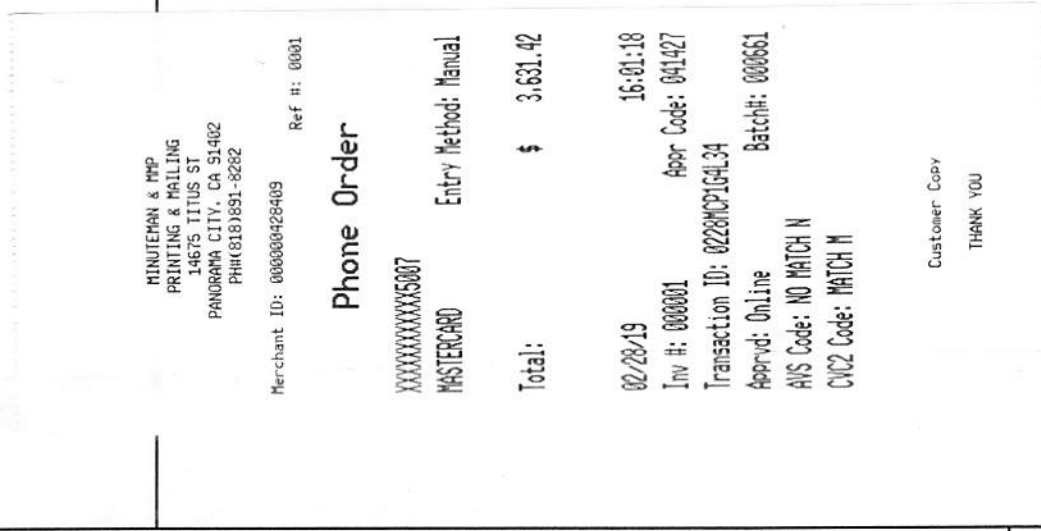 MINUTEMAN & MMP
PRINTING & MAILING
14675 TITUS ST
PANORAMA CITY, CA 91402
PH#(818)891-8282
Merchant ID: 000000428409
Ref #: 0001
Phone Order
XXXXXXXXXXXX5007
MASTERCARD Entry Method: Manual
Total: $ 3,631.42
02/28/19 16:01:18
Inv #: 000001 Appr Code: 041427
Transaction ID: 0228MCP1G4L34
Apprvd: Online Batch#: 000661
AVS Code: NO MATCH N
CVC2 Code: MATCH M
Customer Copy
THANK YOU